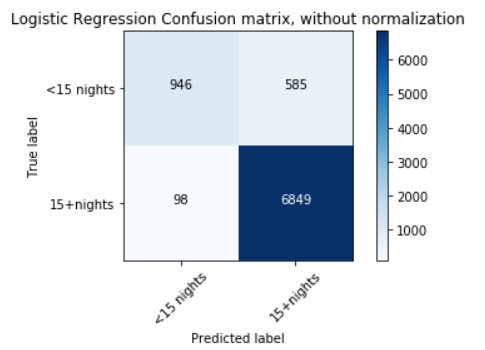 Logistic Regression Confusion matrix, without normalization
<15 nights
946
585
15+nights
98
6849
True label
<15 nights
15+nights
Predicted label
6000
5000
4000
3000
2000
1000